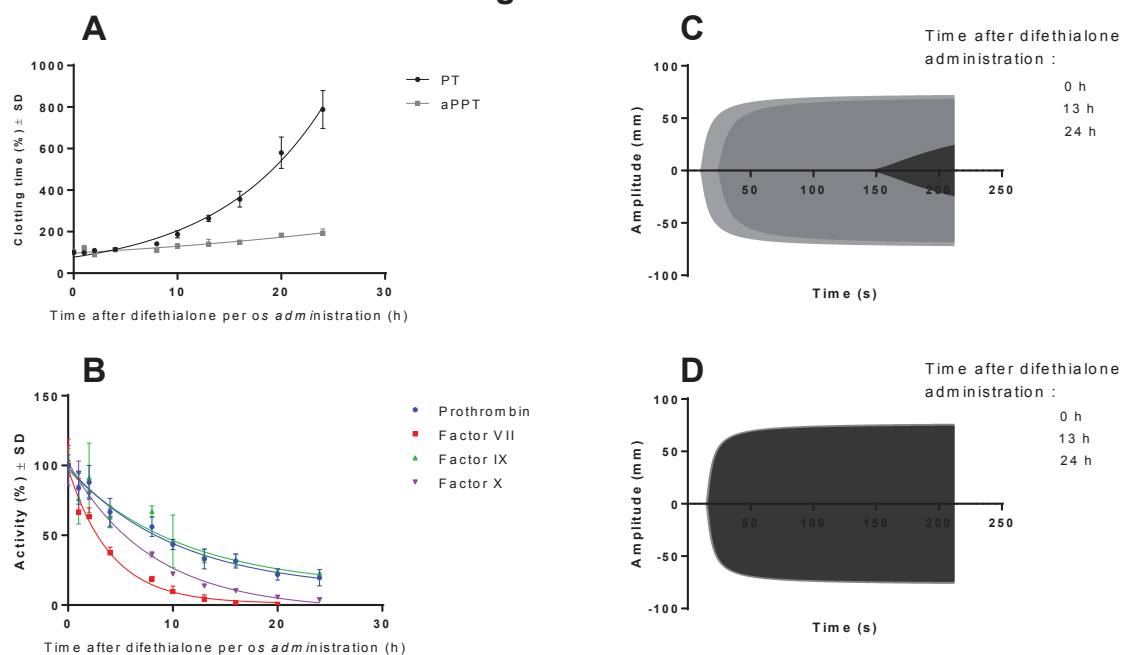 A
1000
800
600
400
200
0
0
10
20
30
Clotting time (%) ± SD
Time after difethialone per os administration (h)
PT
aPPT
B
150
100
50
0
0
10
20
30
Activity (%) ± SD
Time after difethialone per os administration (h)
Prothrombin
Factor VII
Factor IX
Factor X
C
Time after difethialone
administration :
0 h
13 h
24 h
100
50
0
-50
-100
50
100
150
200
250
Amplitude (mm)
Time (s)
D
Time after difethialone
administration :
0 h
13 h
24 h
100
50
0
-50
-100
50
100
150
200
250
Amplitude (mm)
Time (s)